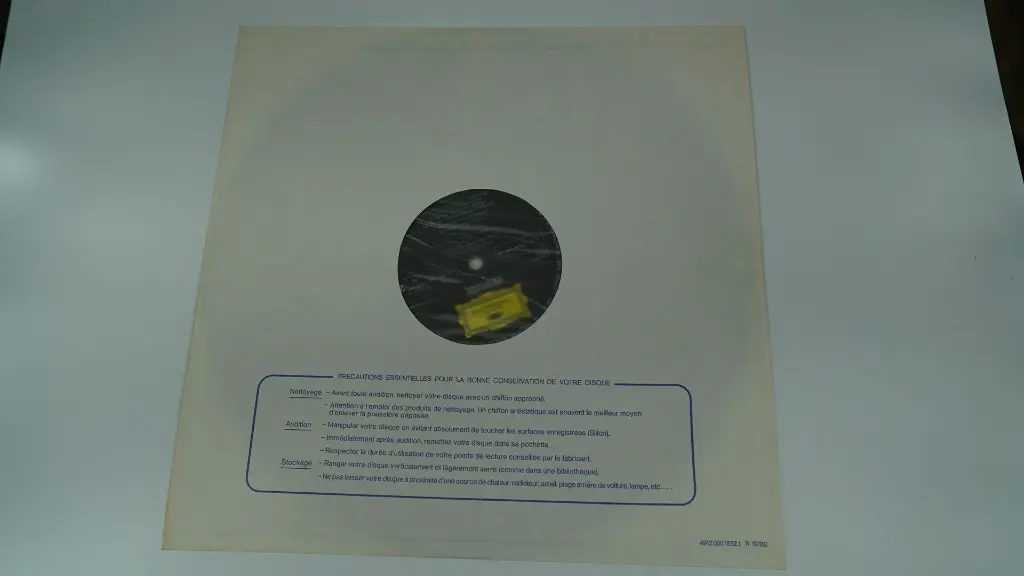 PRECAUTIONS ESSENTIELLES POUR LA BONNE CONSERVATION DE VOTRE DISQUE
Nettoyage – Avant toute audition, nettoyer votre disque avec un chiffon approprié.
– Attention à l'emploi des produits de nettoyage. Un chiffon antistatique est souvent le meilleur moyen
d'enlever la poussière déposée.
Audition – Manipuler votre disque en évitant absolument de toucher les surfaces enregistrées (Sillon).
– Immédiatement après audition, remettez votre disque dans sa pochette.
– Respecter la durée d'utilisation de votre pointe de lecture conseillée par le fabricant.
Stockage – Ranger votre disque verticalement et légèrement serré (comme dans une bibliothèque).
– Ne pas laisser votre disque à proximité d'une source de chaleur: radiateur, soleil, plage arrière de voiture, lampe, etc....
N 19/80